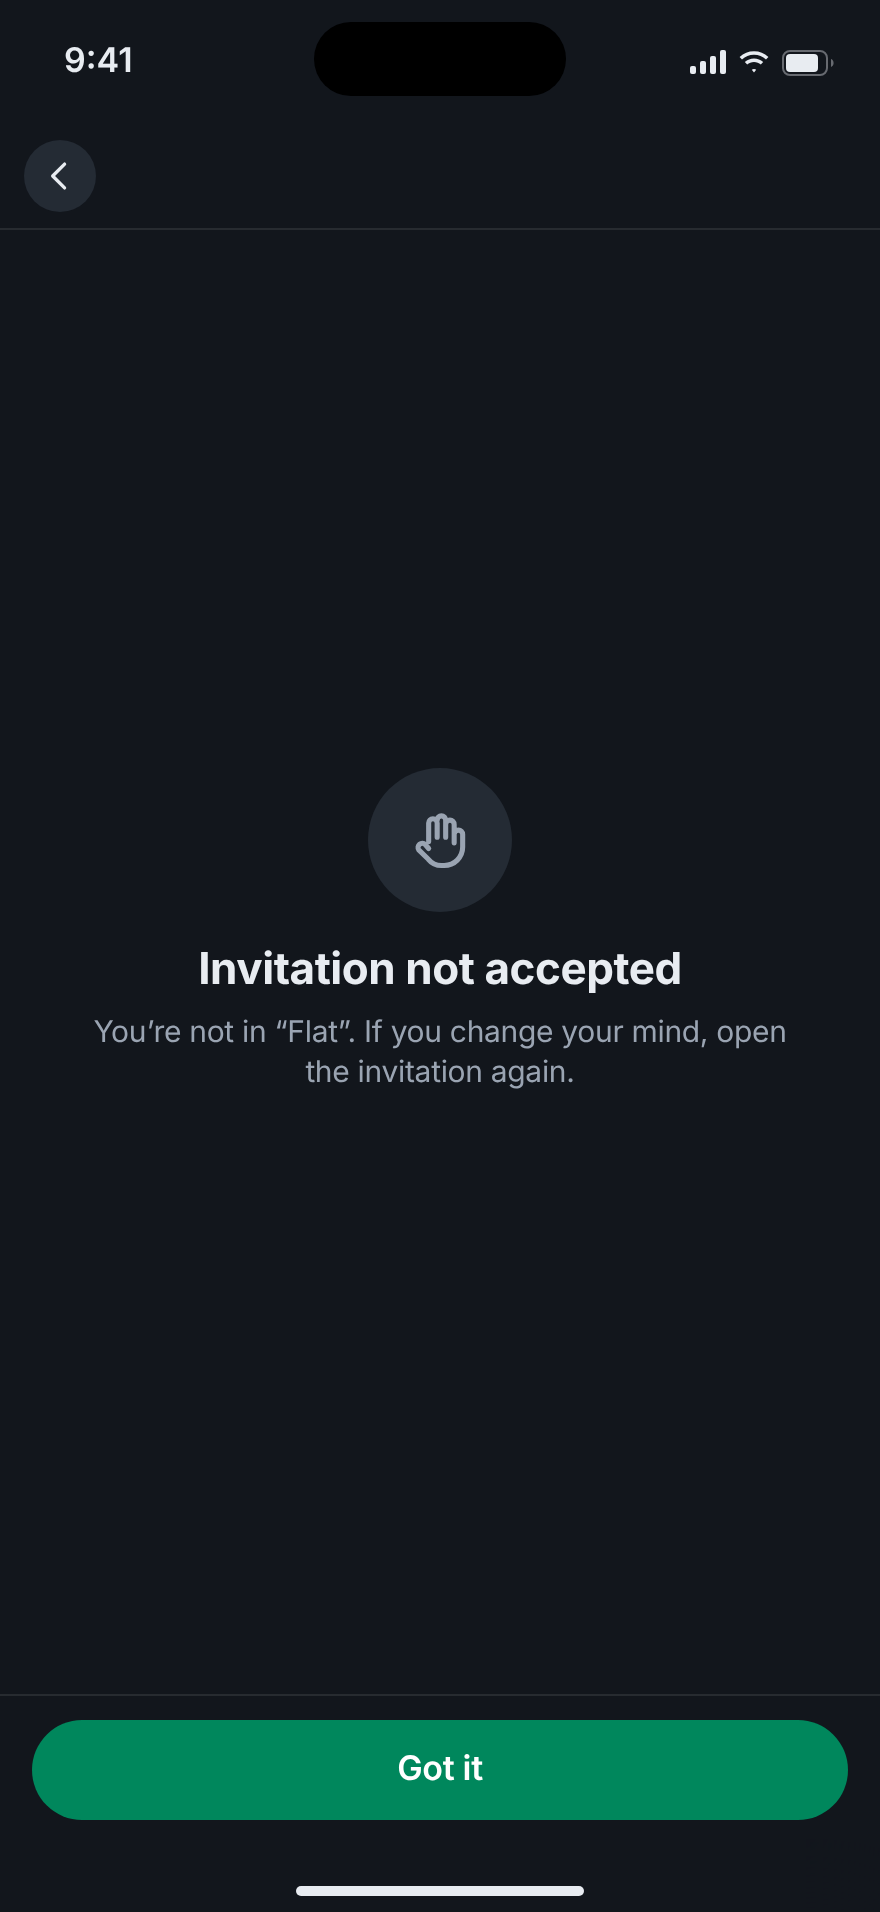 9:41
Invitation not accepted
You’re not in “Flat”. If you change your mind, open
the invitation again.
Got it